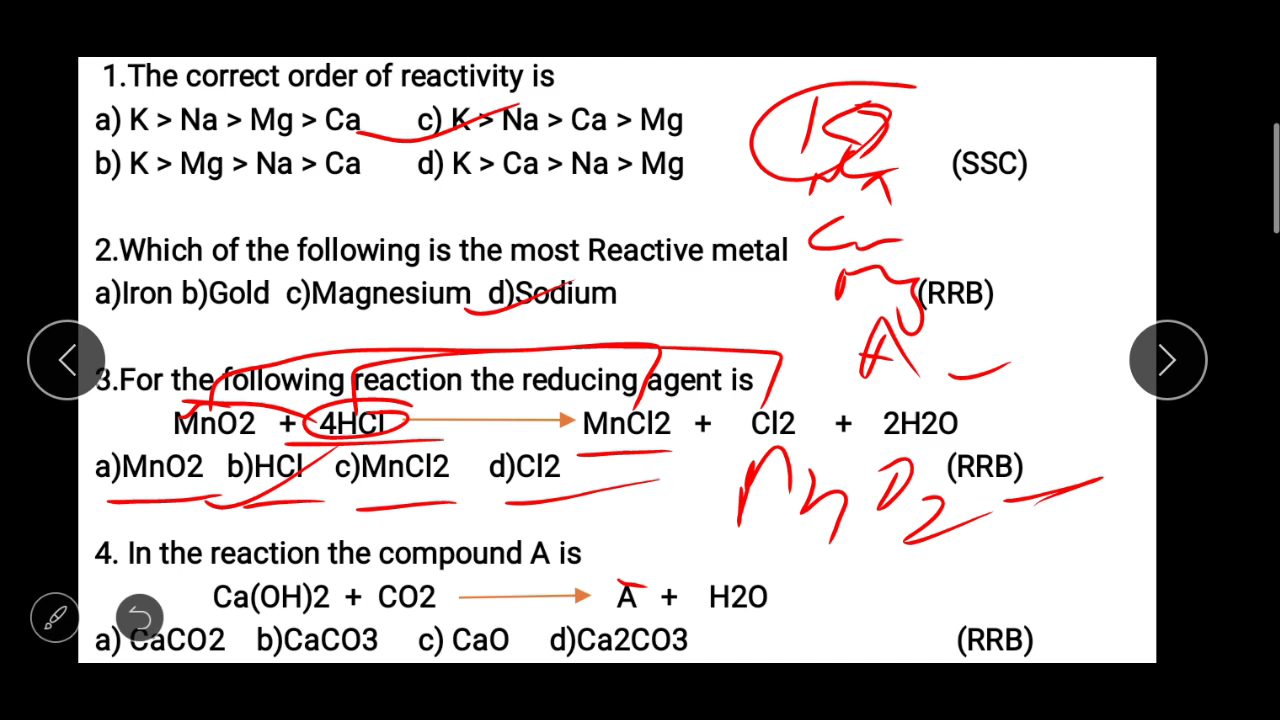 1.The correct order of reactivity is
a) K > Na > Mg > Ca c) K > Na > Ca > Mg
b) K > Mg > Na > Ca d) K > Ca > Na > Mg (SSC)
2.Which of the following is the most Reactive metal
a)Iron b)Gold c)Magnesium d)Sodium (RRB)
3.For the following reaction the reducing agent is
MnO2 + 4HCl MnCl2 + Cl2 + 2H2O
a)MnO2 b)HCl c)MnCl2 d)Cl2 (RRB)
4. In the reaction the compound A is
Ca(OH)2 + CO2 A + H2O
a) CaCO2 b)CaCO3 c) CaO d)Ca2CO3 (RRB)